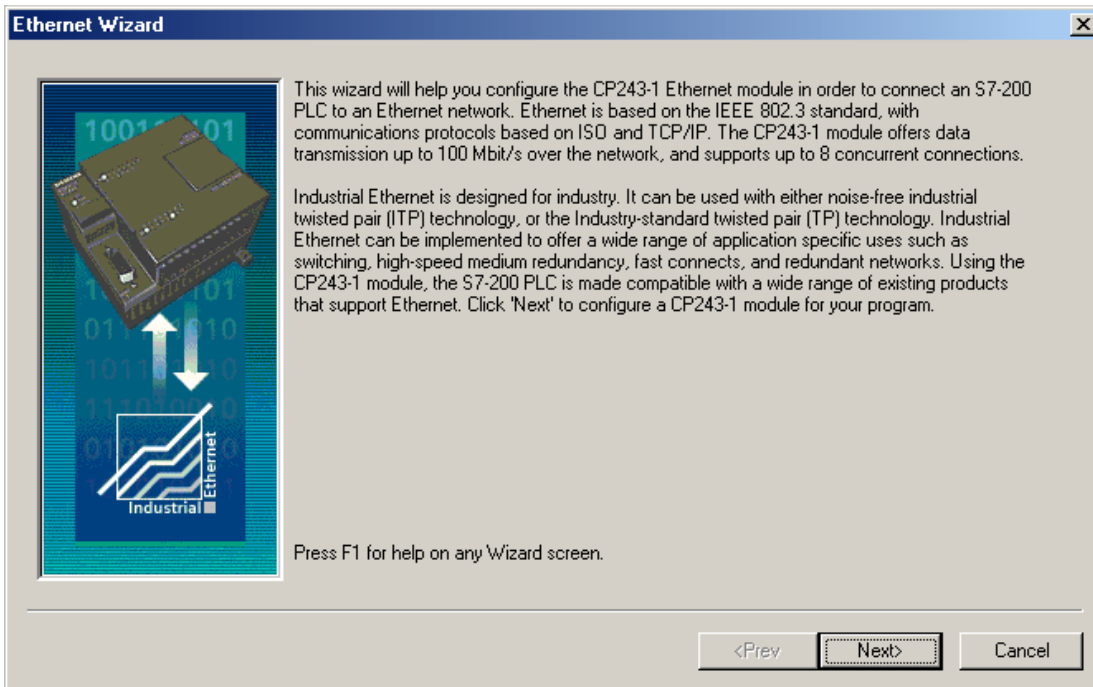 Ethernet Wizard
This wizard will help you configure the CP243-1 Ethernet module in order to connect an S7-200
PLC to an Ethernet network. Ethernet is based on the IEEE 802.3 standard, with
communications protocols based on ISO and TCP/IP. The CP243-1 module offers data
transmission up to 100 Mbit/s over the network, and supports up to 8 concurrent connections.
Industrial Ethernet is designed for industry. It can be used with either noise-free industrial
twisted pair (ITP) technology, or the Industry-standard twisted pair (TP) technology. Industrial
Ethernet can be implemented to offer a wide range of application specific uses such as
switching, high-speed medium redundancy, fast connects, and redundant networks. Using the
CP243-1 module, the S7-200 PLC is made compatible with a wide range of existing products
that support Ethernet. Click 'Next' to configure a CP243-1 module for your program.
Industrial
Ethernet
Press F1 for help on any Wizard screen.
<Prev
Next>
Cancel